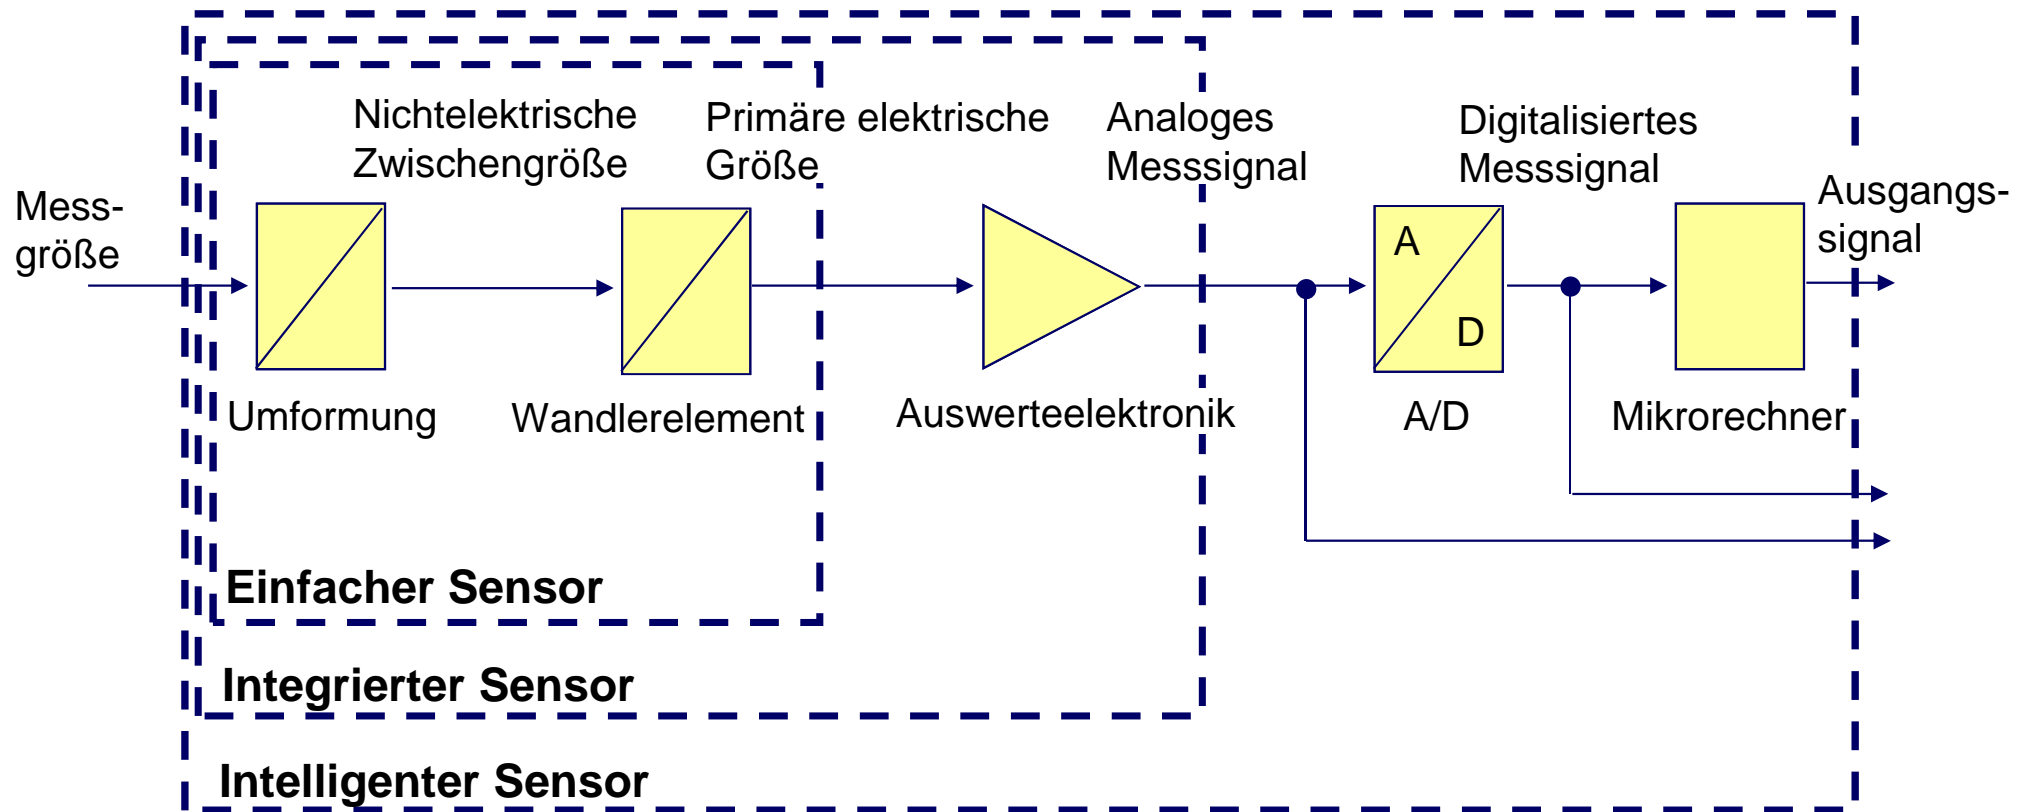 Nichtelektrische
Zwischengröße
Primäre elektrische
Größe
Analoges
Messsignal
Digitalisiertes
Messsignal
Mess-
größe
Ausgangs-
signal
A
D
Umformung
Wandlerelement
Auswerteelektronik
A/D
Mikrorechner
Einfacher Sensor
Integrierter Sensor
Intelligenter Sensor